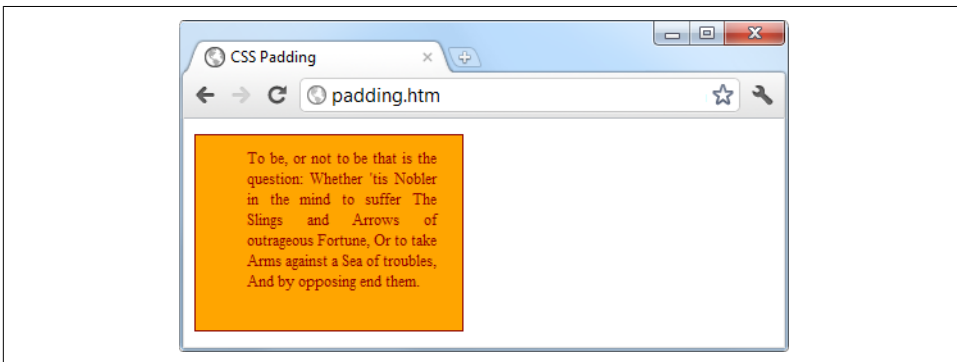 CSS Padding
padding.htm
To be, or not to be that is the
question: Whether 'tis Nobler
in the mind to suffer The
Slings and Arrows of
outrageous Fortune, Or to take
Arms against a Sea of troubles,
And by opposing end them.